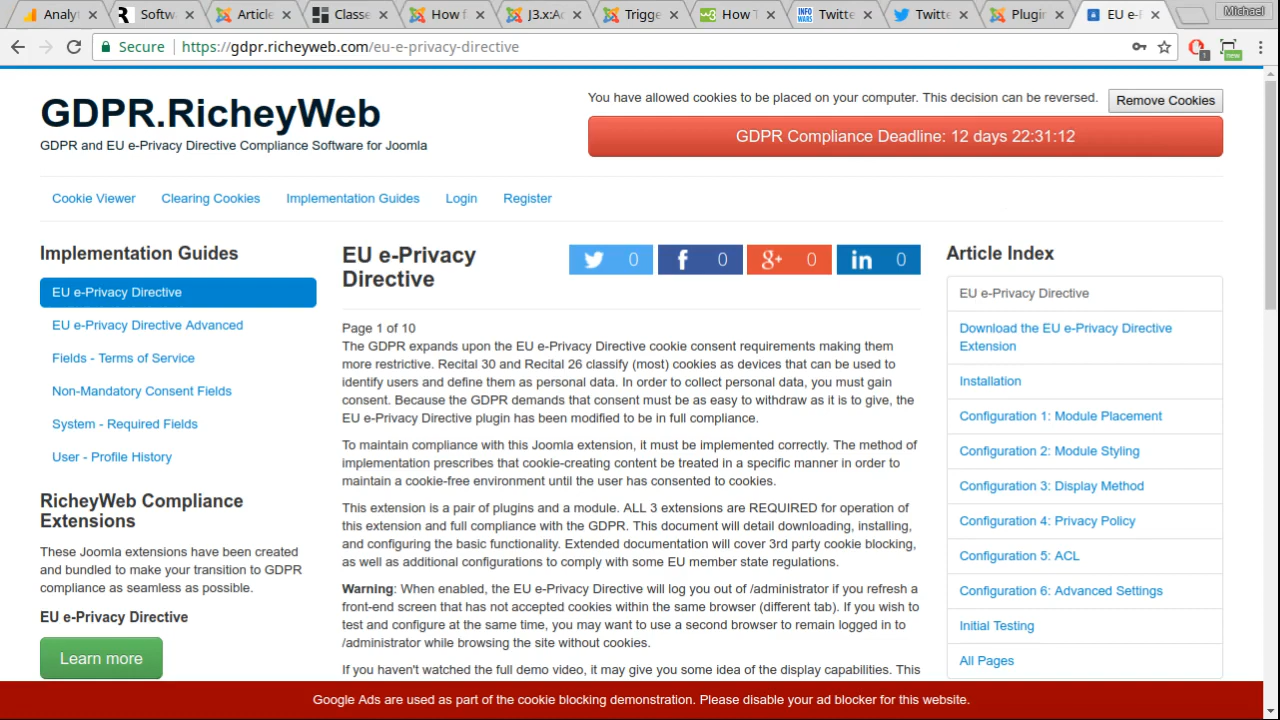 Analyt
Softw
Article
Classe
How f
J3.x:Ac
Trigge
How T
Twitte
Twitte
Plugin
EU e-P
Michael
Secure
https://gdpr.richeyweb.com/eu-e-privacy-directive
1
new
GDPR.RicheyWeb
GDPR and EU e-Privacy Directive Compliance Software for Joomla
You have allowed cookies to be placed on your computer. This decision can be reversed.
Remove Cookies
GDPR Compliance Deadline: 12 days 22:31:12
Cookie Viewer
Clearing Cookies
Implementation Guides
Login
Register
Implementation Guides
EU e-Privacy Directive
EU e-Privacy Directive Advanced
Fields - Terms of Service
Non-Mandatory Consent Fields
System - Required Fields
User - Profile History
RicheyWeb Compliance
Extensions
These Joomla extensions have been created
and bundled to make your transition to GDPR
compliance as seamless as possible.
EU e-Privacy Directive
Learn more
EU e-Privacy
Directive
0
0
0
0
Page 1 of 10
The GDPR expands upon the EU e-Privacy Directive cookie consent requirements making them
more restrictive. Recital 30 and Recital 26 classify (most) cookies as devices that can be used to
identify users and define them as personal data. In order to collect personal data, you must gain
consent. Because the GDPR demands that consent must be as easy to withdraw as it is to give, the
EU e-Privacy Directive plugin has been modified to be in full compliance.
To maintain compliance with this Joomla extension, it must be implemented correctly. The method of
implementation prescribes that cookie-creating content be treated in a specific manner in order to
maintain a cookie-free environment until the user has consented to cookies.
This extension is a pair of plugins and a module. ALL 3 extensions are REQUIRED for operation of
this extension and full compliance with the GDPR. This document will detail downloading, installing,
and configuring the basic functionality. Extended documentation will cover 3rd party cookie blocking,
as well as additional configurations to comply with some EU member state regulations.
Warning: When enabled, the EU e-Privacy Directive will log you out of /administrator if you refresh a
front-end screen that has not accepted cookies within the same browser (different tab). If you wish to
test and configure at the same time, you may want to use a second browser to remain logged in to
/administrator while browsing the site without cookies.
If you haven't watched the full demo video, it may give you some idea of the display capabilities. This
Article Index
EU e-Privacy Directive
Download the EU e-Privacy Directive
Extension
Installation
Configuration 1: Module Placement
Configuration 2: Module Styling
Configuration 3: Display Method
Configuration 4: Privacy Policy
Configuration 5: ACL
Configuration 6: Advanced Settings
Initial Testing
All Pages
Google Ads are used as part of the cookie blocking demonstration. Please disable your ad blocker for this website.